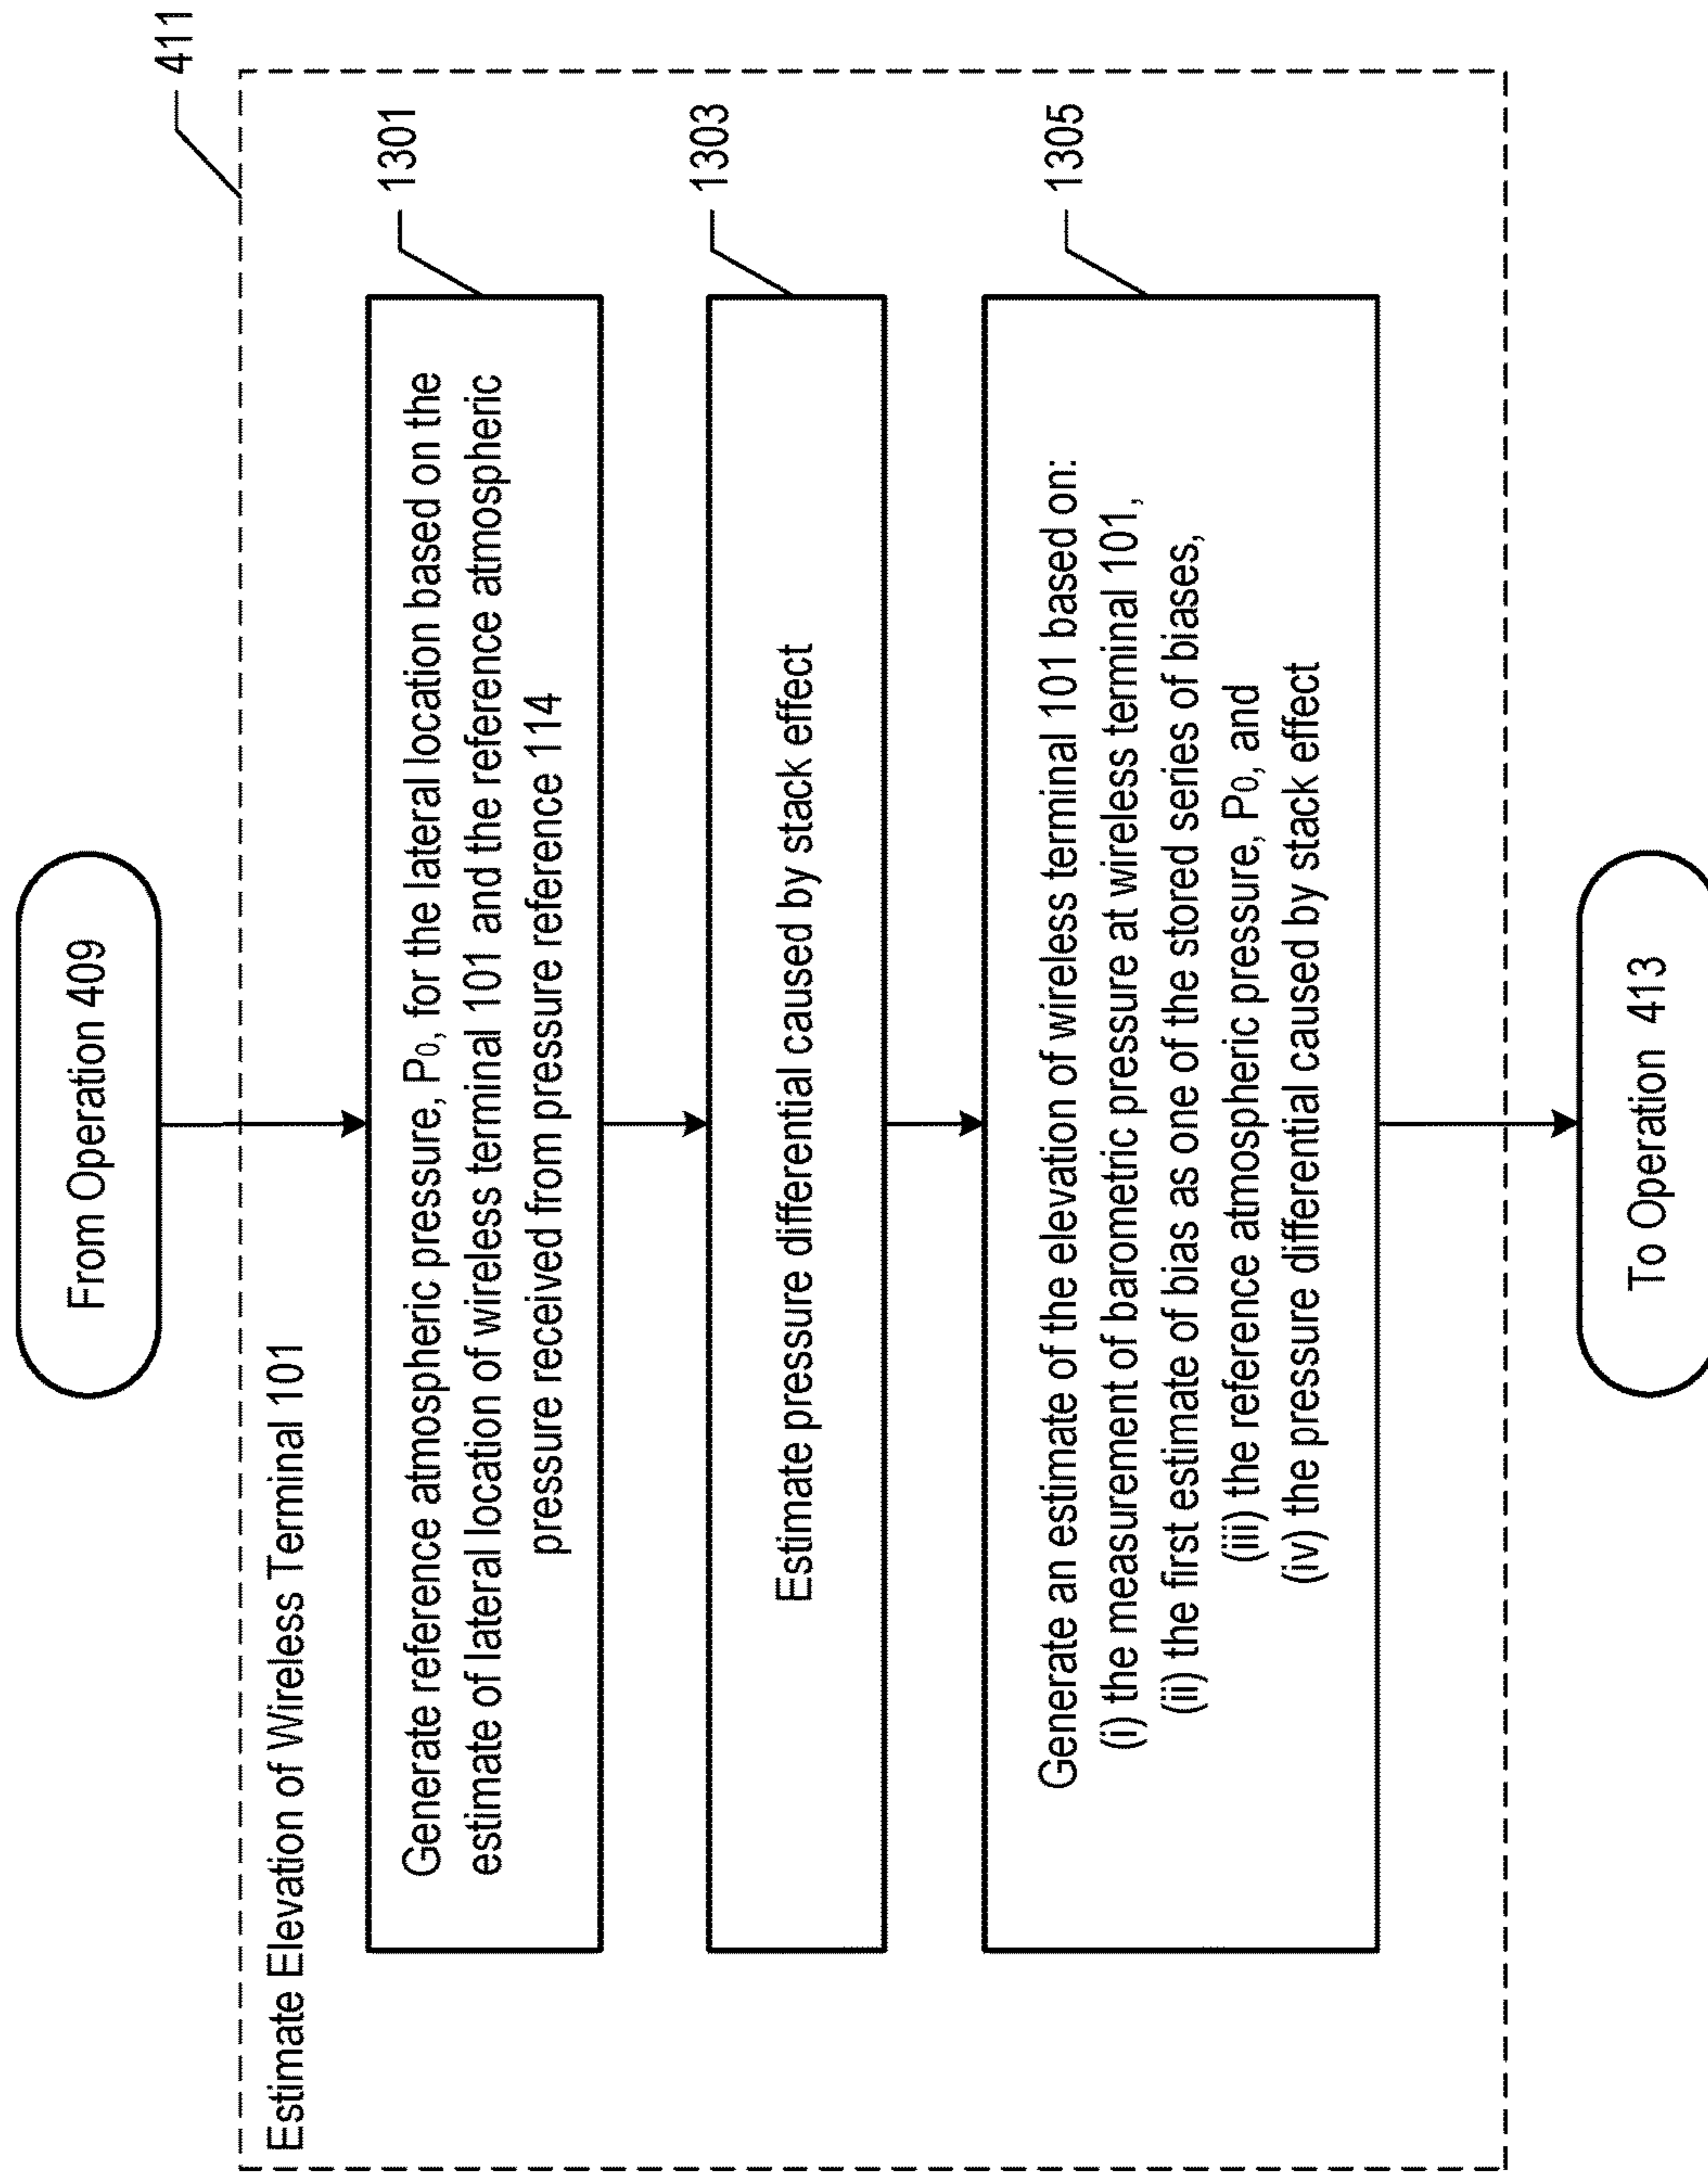 From Operation 409
411
Estimate Elevation of Wireless Terminal 101
1301
Generate reference atmospheric pressure, P0, for the lateral location based on the
estimate of lateral location of wireless terminal 101 and the reference atmospheric
pressure received from pressure reference 114
1303
Estimate pressure differential caused by stack effect
1305
Generate an estimate of the elevation of wireless terminal 101 based on:
(i) the measurement of barometric pressure at wireless terminal 101,
(ii) the first estimate of bias as one of the stored series of biases,
(iii) the reference atmospheric pressure, P0, and
(iv) the pressure differential caused by stack effect
To Operation 413